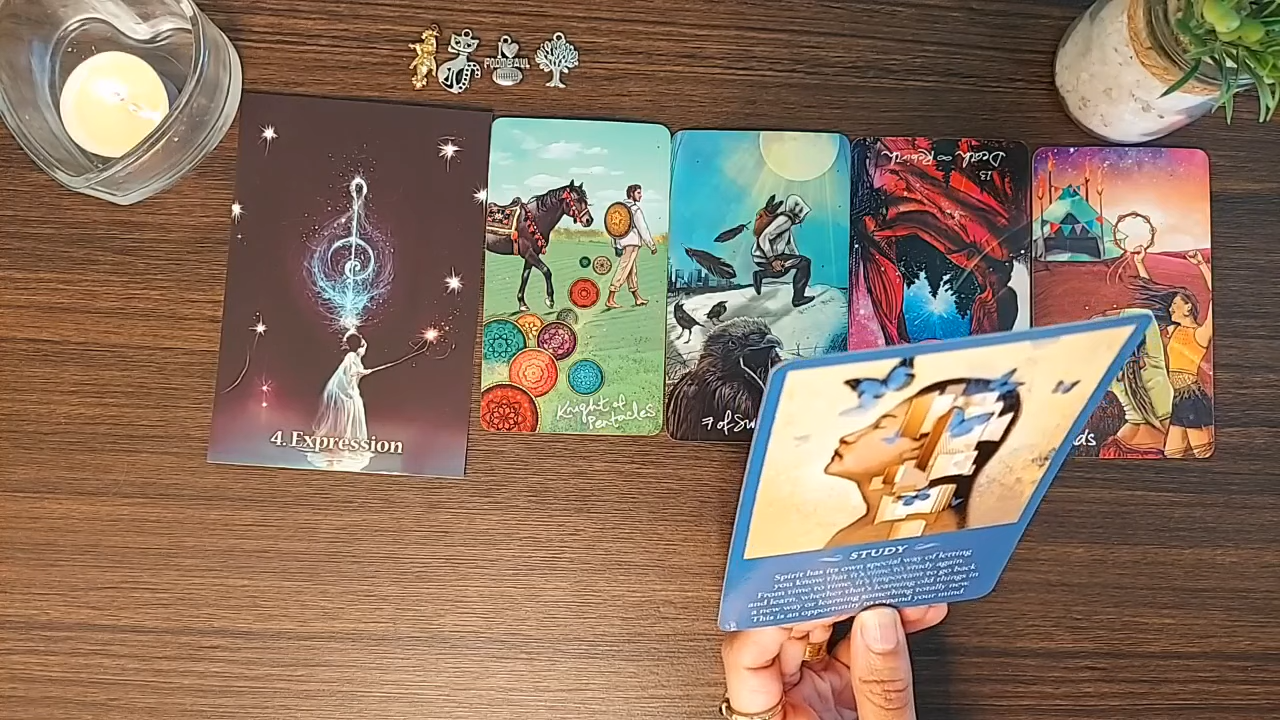 FOOTBALL
4. Expression
Knight of
Pentacles
7 of Sw
13
Death ∞ Rebirth
ds
STUDY
Spirit has its own special way of letting
you know that it's time to study again.
From time to time, it's important to go back
and learn, whether that's learning old things in
a new way or learning something totally new.
This is an opportunity to expand your mind.